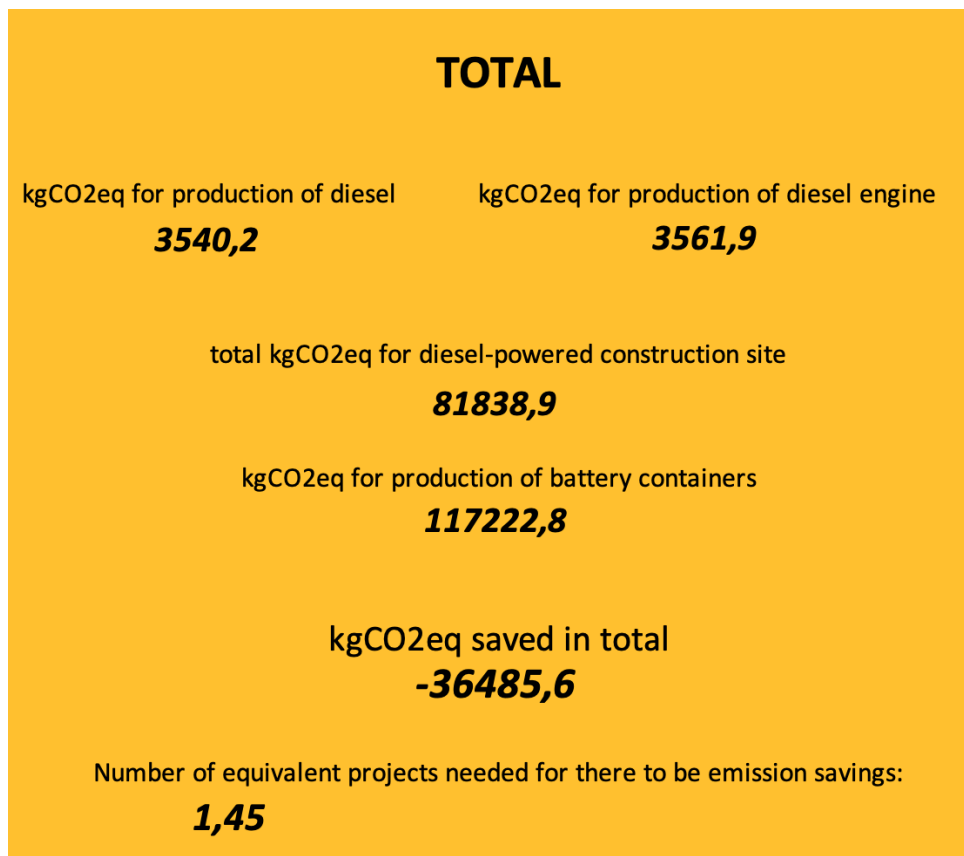 TOTAL
kgCO2eq for production of diesel
3540,2
kgCO2eq for production of diesel engine
3561,9
total kgCO2eq for diesel-powered construction site
81838,9
kgCO2eq for production of battery containers
117222,8
kgCO2eq saved in total
-36485,6
Number of equivalent projects needed for there to be emission savings:
1,45